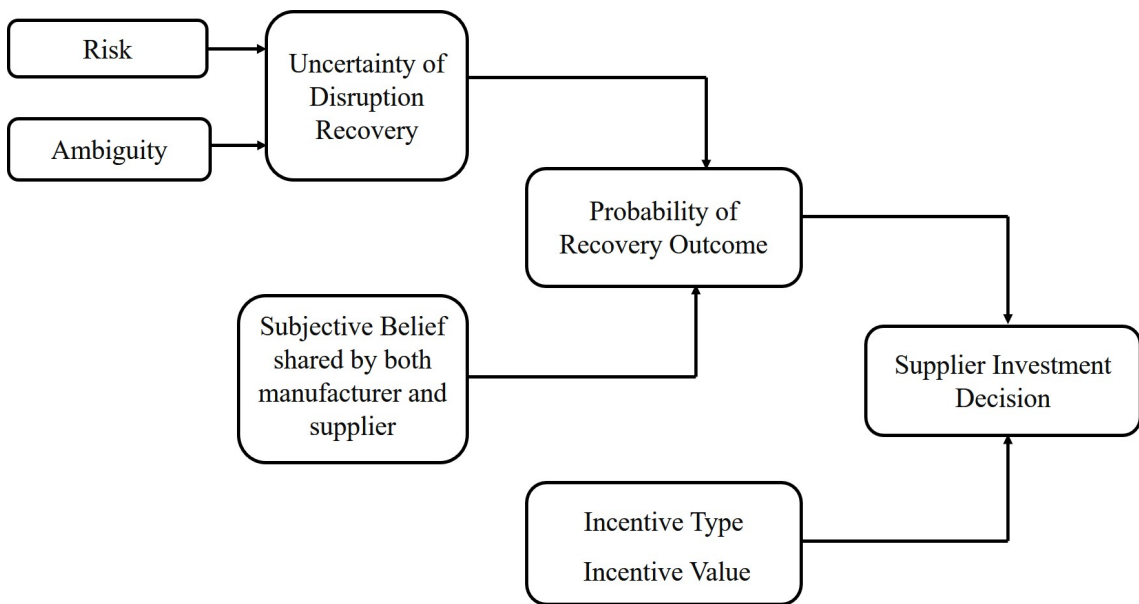 Risk
Uncertainty of
Disruption
Recovery
Ambiguity
Probability of
Recovery Outcome
Subjective Belief
shared by both
manufacturer and
supplier
Supplier Investment
Decision
Incentive Type
Incentive Value